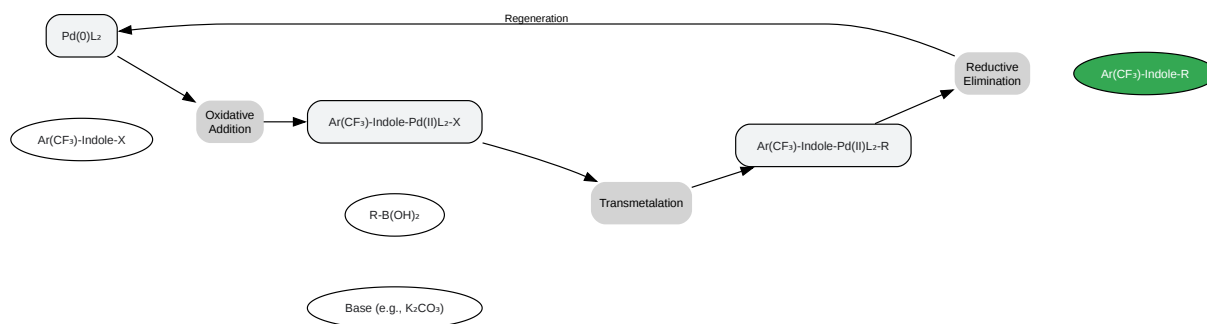 Regeneration
Pd(0)L₂
Reductive
Elimination
Ar(CF₃)-Indole-R
Oxidative
Addition
Ar(CF₃)-Indole-Pd(II)L₂-X
Ar(CF₃)-Indole-X
Ar(CF₃)-Indole-Pd(II)L₂-R
Transmetalation
R-B(OH)₂
Base (e.g., K₂CO₃)